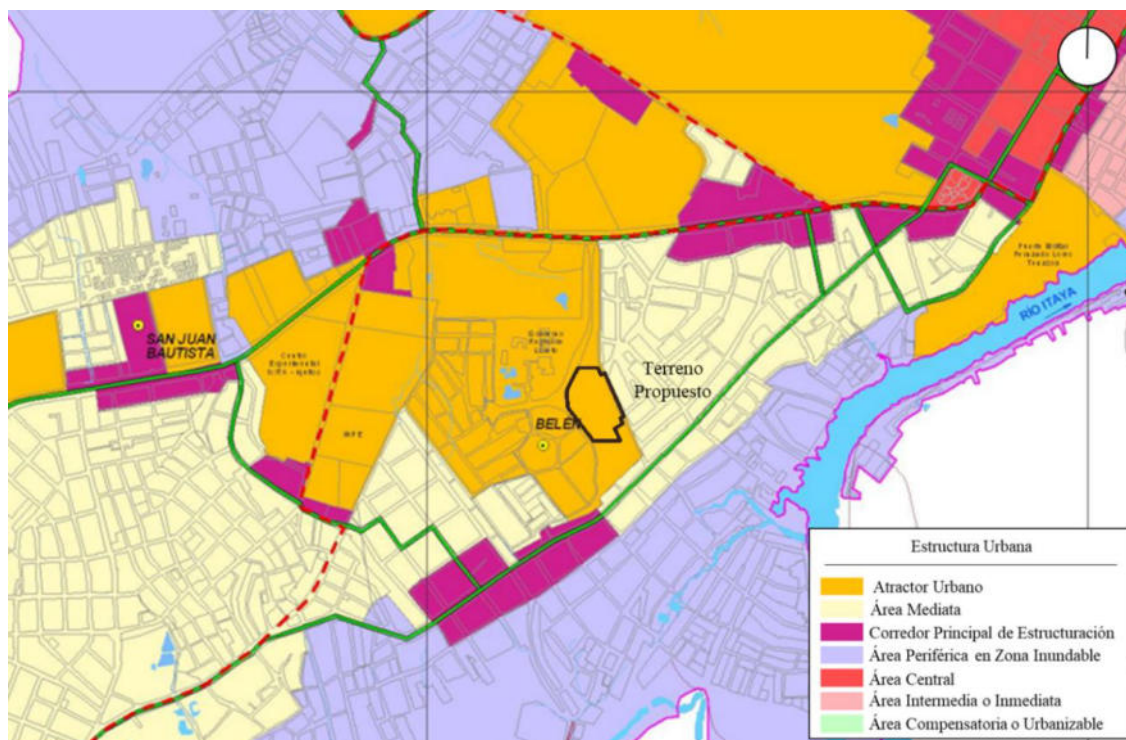 SAN JUAN
BAUTISTA
BELEN
Terreno
Propuesto
RÍO ITAYA
Estructura Urbana
Atractor Urbano
Área Mediata
Corredor Principal de Estructuración
Área Periférica en Zona Inundable
Área Central
Área Intermedia o Inmediata
Área Compensatoria o Urbanizable